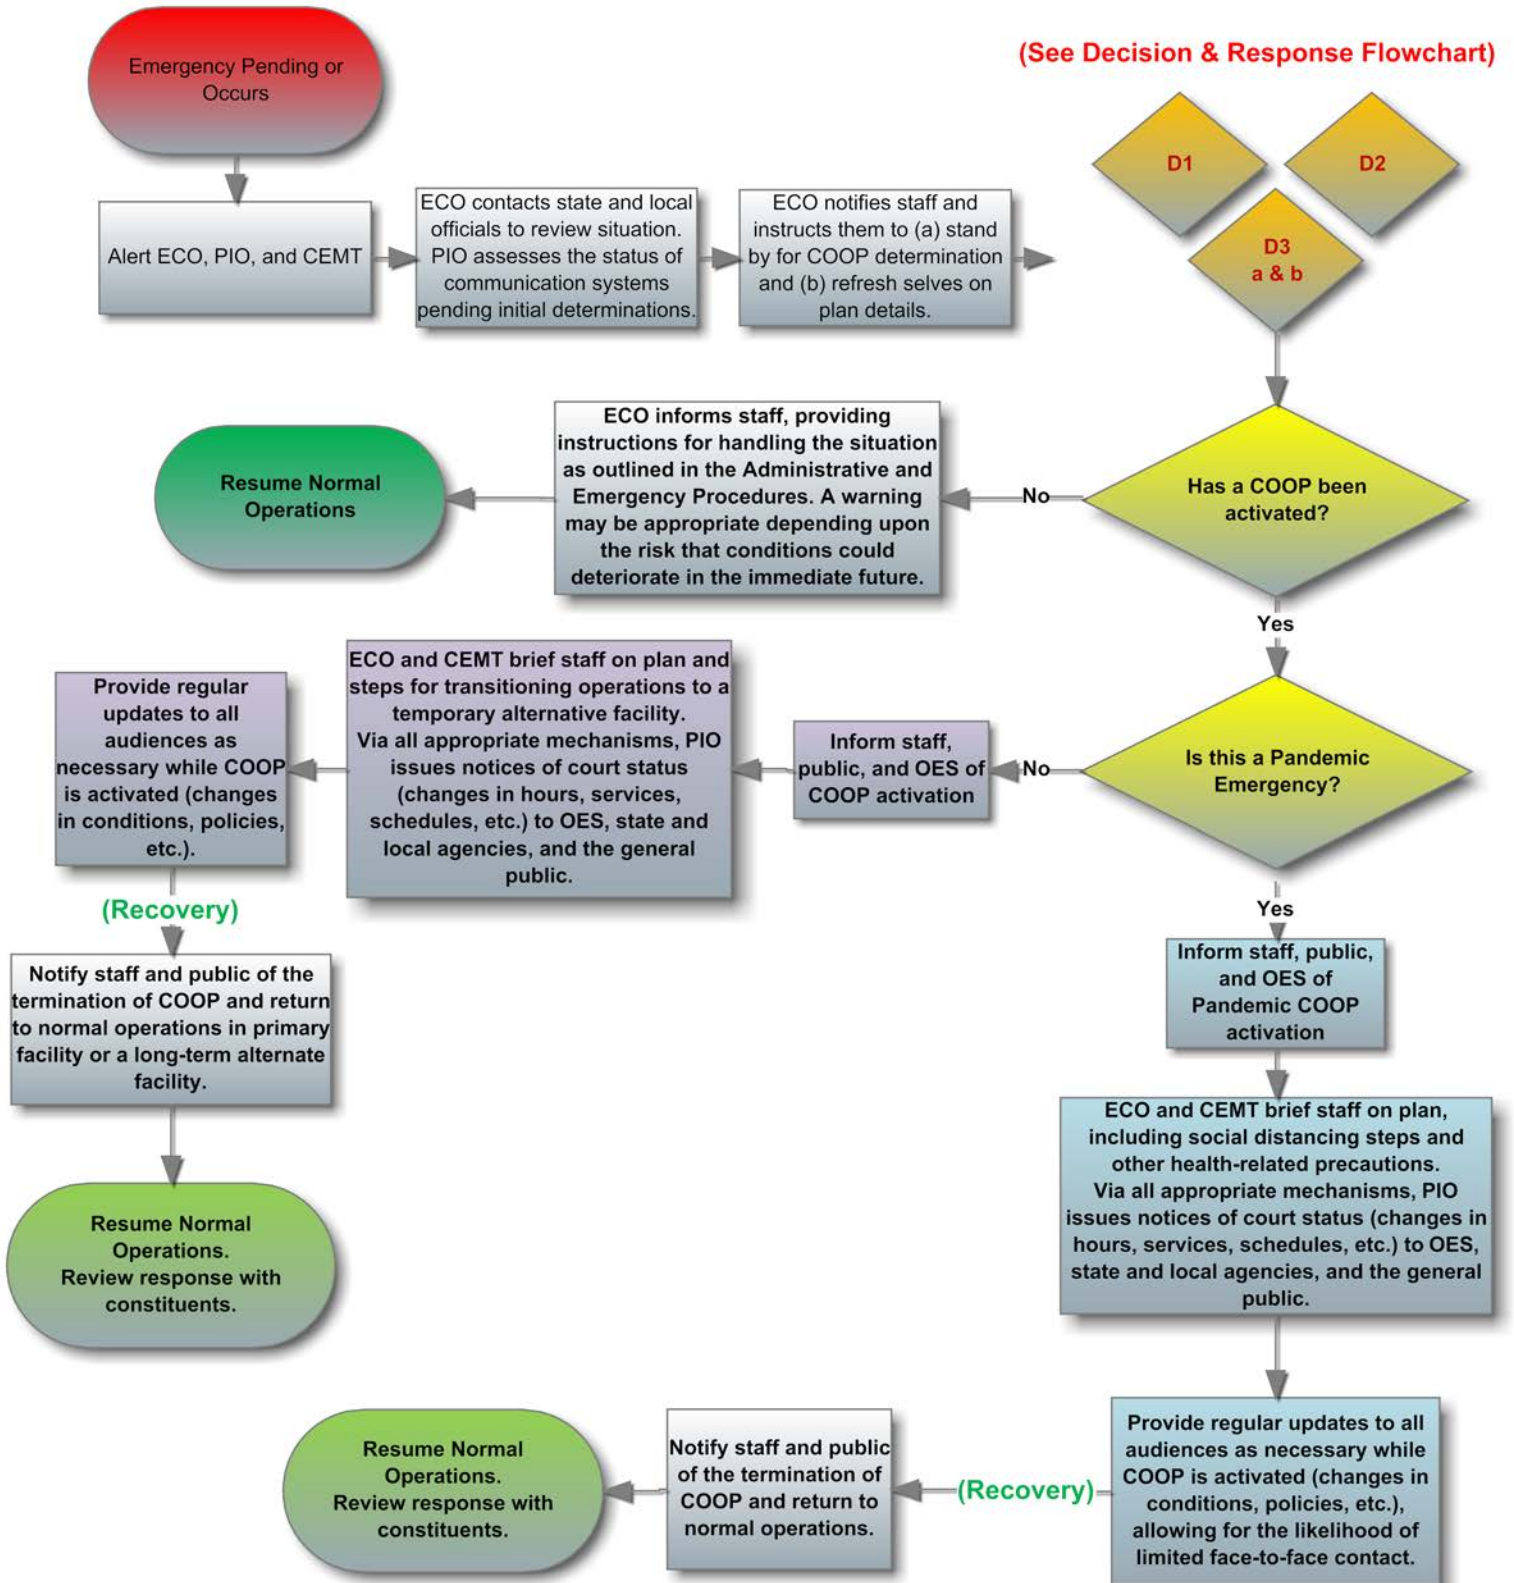 Emergency Pending or
Occurs
(See Decision & Response Flowchart)
D1
D2
D3
a & b
Alert ECO, PIO, and CEMT
ECO contacts state and local
officials to review situation.
PIO assesses the status of
communication systems
pending initial determinations.
ECO notifies staff and
instructs them to (a) stand
by for COOP determination
and (b) refresh selves on
plan details.
Has a COOP been
activated?
No
ECO informs staff, providing
instructions for handling the situation
as outlined in the Administrative and
Emergency Procedures. A warning
may be appropriate depending upon
the risk that conditions could
deteriorate in the immediate future.
Resume Normal
Operations
Yes
Is this a Pandemic
Emergency?
No
Inform staff,
public, and OES of
COOP activation
ECO and CEMT brief staff on plan and
steps for transitioning operations to a
temporary alternative facility.
Via all appropriate mechanisms, PIO
issues notices of court status
(changes in hours, services,
schedules, etc.) to OES, state and
local agencies, and the general
public.
Provide regular
updates to all
audiences as
necessary while COOP
is activated (changes
in conditions, policies,
etc.).
(Recovery)
Notify staff and public of the
termination of COOP and return
to normal operations in primary
facility or a long-term alternate
facility.
Resume Normal
Operations.
Review response with
constituents.
Yes
Inform staff, public,
and OES of
Pandemic COOP
activation
ECO and CEMT brief staff on plan,
including social distancing steps and
other health-related precautions.
Via all appropriate mechanisms, PIO
issues notices of court status (changes in
hours, services, schedules, etc.) to OES,
state and local agencies, and the general
public.
Provide regular updates to all
audiences as necessary while
COOP is activated (changes in
conditions, policies, etc.),
allowing for the likelihood of
limited face-to-face contact.
(Recovery)
Notify staff and public
of the termination of
COOP and return to
normal operations.
Resume Normal
Operations.
Review response with
constituents.